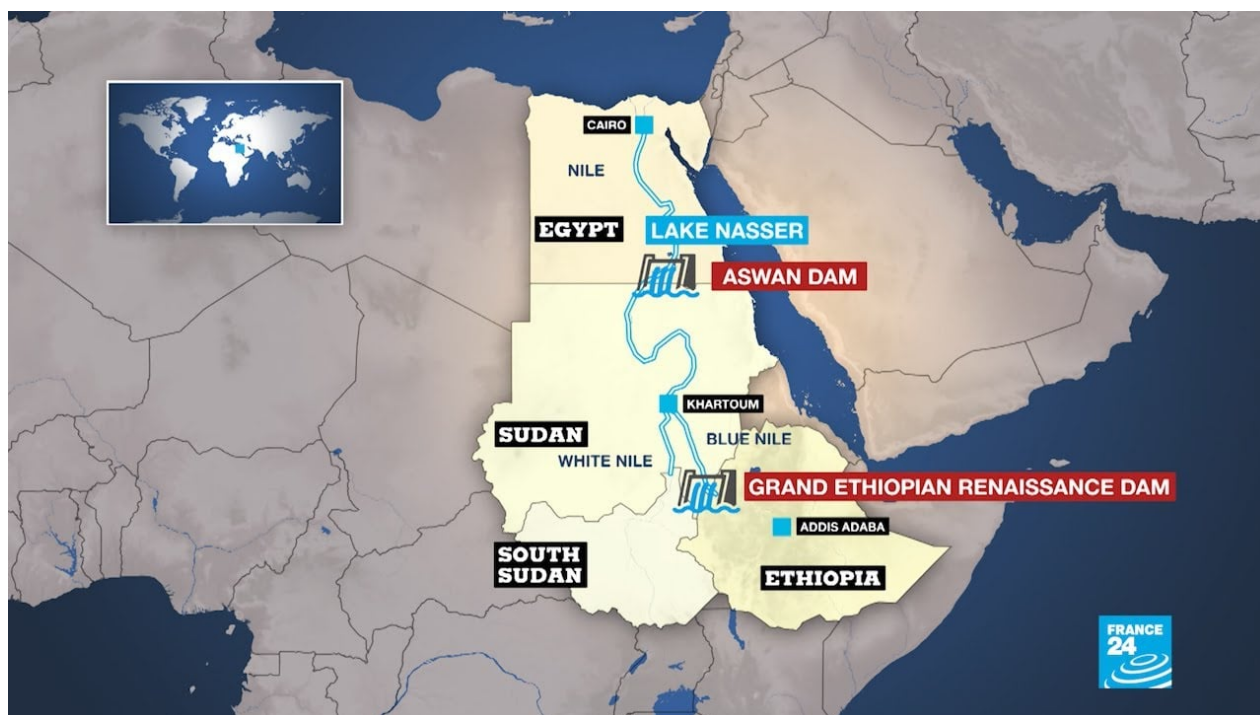 CAIRO
NILE
EGYPT
LAKE NASSER
ASWAN DAM
KHARTOUM
SUDAN
BLUE NILE
WHITE NILE
GRAND ETHIOPIAN RENAISSANCE DAM
ADDIS ADABA
SOUTH
SUDAN
ETHIOPIA
FRANCE
24